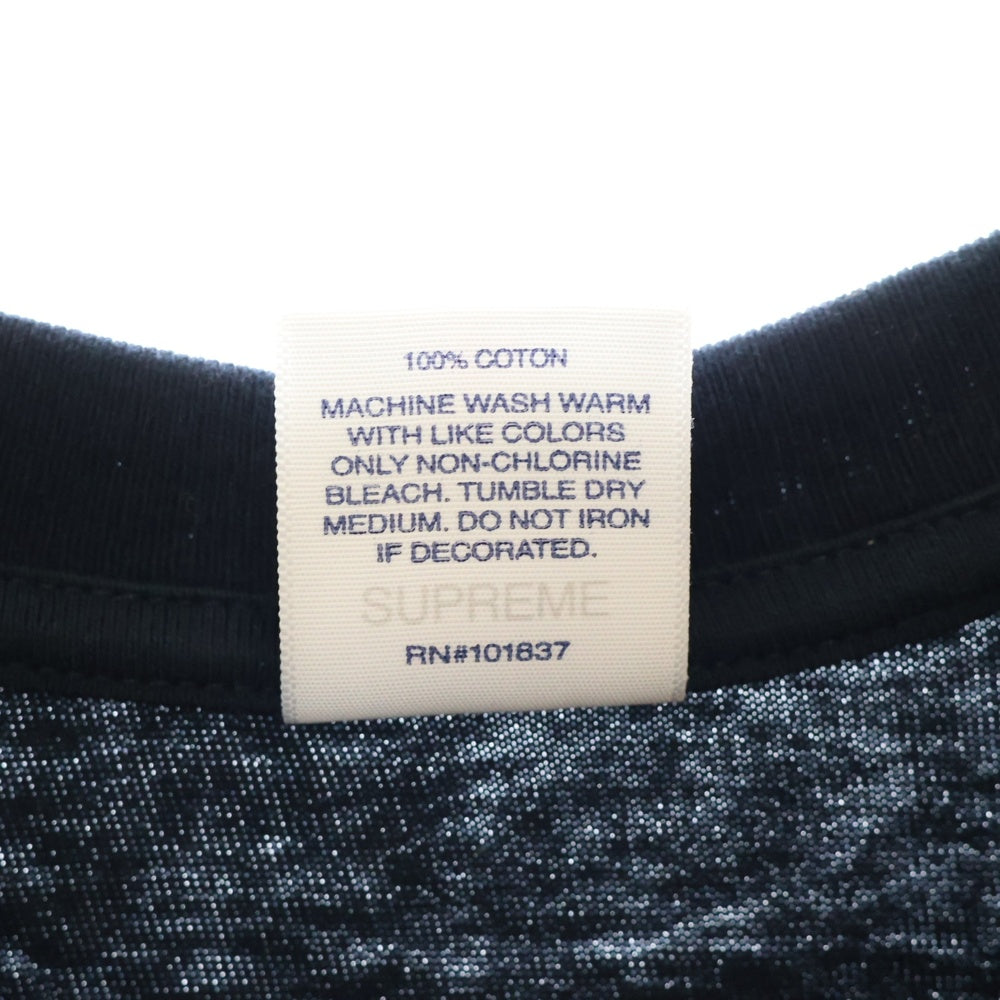 100% COTON
MACHINE WASH WARM
WITH LIKE COLORS
ONLY NON-CHLORINE
BLEACH. TUMBLE DRY
MEDIUM. DO NOT IRON
IF DECORATED.
SUPREME
RN#101837